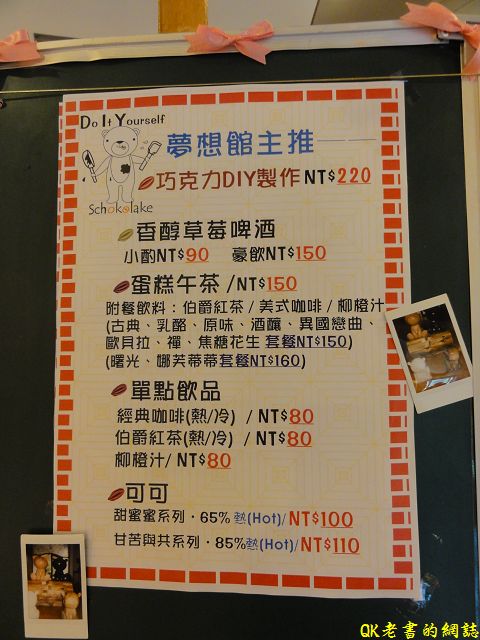 Do It Yourself
Schokolake
夢想館主推
巧克力DIY製作 NT$220
香醇草莓啤酒
小酌NT$90 豪飲NT$150
蛋糕午茶 /NT$150
附餐飲料：伯爵紅茶 / 美式咖啡 / 柳橙汁
(古典、乳酪、原味、酒釀、異國戀曲、
歐貝拉、禪、焦糖花生 套餐NT$150)
(曙光、娜芙蒂蒂套餐NT$160)
單點飲品
經典咖啡(熱/冷) / NT$80
伯爵紅茶(熱/冷) / NT$80
柳橙汁/ NT$80
可可
甜蜜蜜系列．65% 熱(Hot)/NT$100
甘苦與共系列．85%熱(Hot)/NT$110
QK老書的網誌